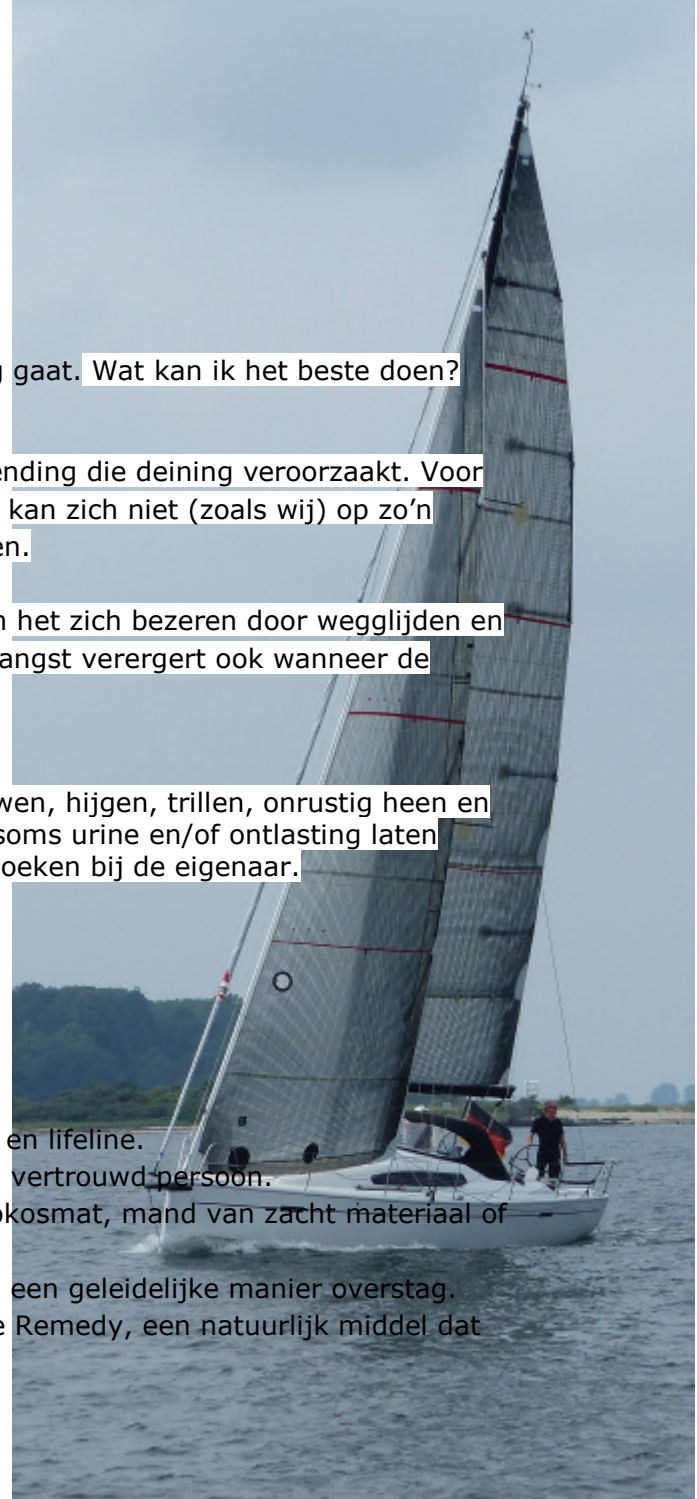 gaat. Wat kan ik het beste doen?
ending die deining veroorzaakt. Voor
kan zich niet (zoals wij) op zo’n
en.
het zich bezeren door wegglijden en
angst verergert ook wanneer de
wen, hijgen, trillen, onrustig heen en
soms urine en/of ontlasting laten
oeken bij de eigenaar.
en lifeline.
vertrouwd persoon.
okosmat, mand van zacht materiaal of
een geleidelijke manier overstag.
e Remedy, een natuurlijk middel dat